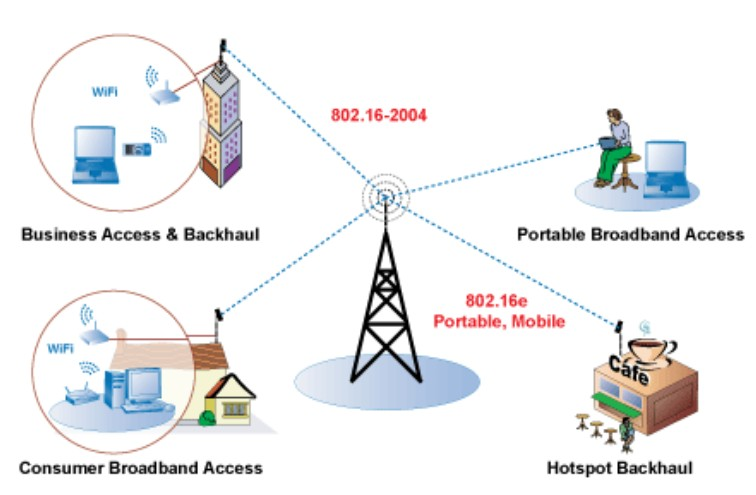 WiFi
802.16-2004
Business Access & Backhaul
Portable Broadband Access
802.16e
Portable, Mobile
WiFi
Cafe
Consumer Broadband Access
Hotspot Backhaul